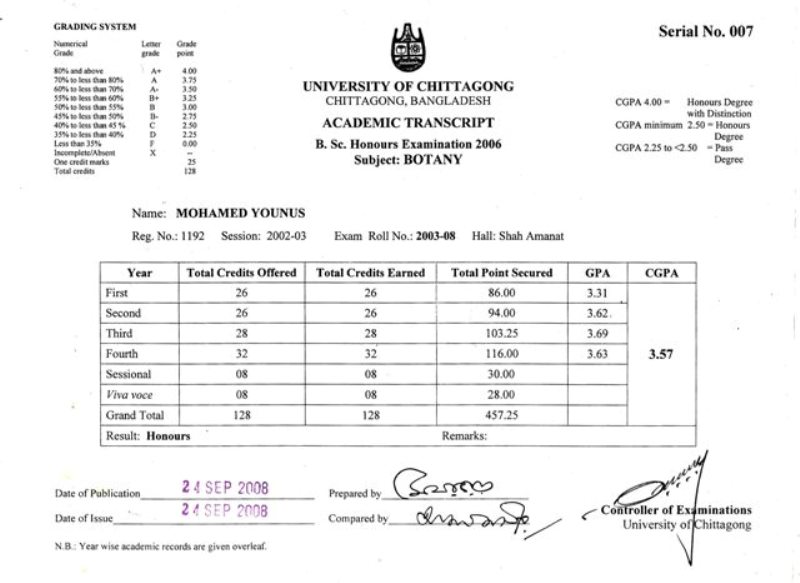 GRADING SYSTEM
Numerical Grade Letter grade Grade point
80% and above A+ 4.00
70% to less than 80% A 3.75
60% to less than 70% A- 3.50
55% to less than 60% B+ 3.25
50% to less than 55% B 3.00
45% to less than 50% B- 2.75
40% to less than 45 % C 2.50
35% to less than 40% D 2.25
Less than 35% F 0.00
Incomplete/Absent X --
One credit marks 25
Total credits 128
UNIVERSITY OF CHITTAGONG
CHITTAGONG, BANGLADESH
ACADEMIC TRANSCRIPT
B. Sc. Honours Examination 2006
Subject: BOTANY
Serial No. 007
CGPA 4.00 = Honours Degree
with Distinction
CGPA minimum 2.50 = Honours
Degree
CGPA 2.25 to <2.50 = Pass
Degree
Name: MOHAMED YOUNUS
Reg. No.: 1192 Session: 2002-03 Exam Roll No.: 2003-08 Hall: Shah Amanat
Year Total Credits Offered Total Credits Earned Total Point Secured GPA CGPA
First 26 26 86.00 3.31
Second 26 26 94.00 3.62
Third 28 28 103.25 3.69
Fourth 32 32 116.00 3.63 3.57
Sessional 08 08 30.00
Viva voce 08 08 28.00
Grand Total 128 128 457.25
Result: Honours Remarks:
Date of Publication 24 SEP 2008 Prepared by
Date of Issue 24 SEP 2008 Compared by
Controller of Examinations
University of Chittagong
N.B.: Year wise academic records are given overleaf.